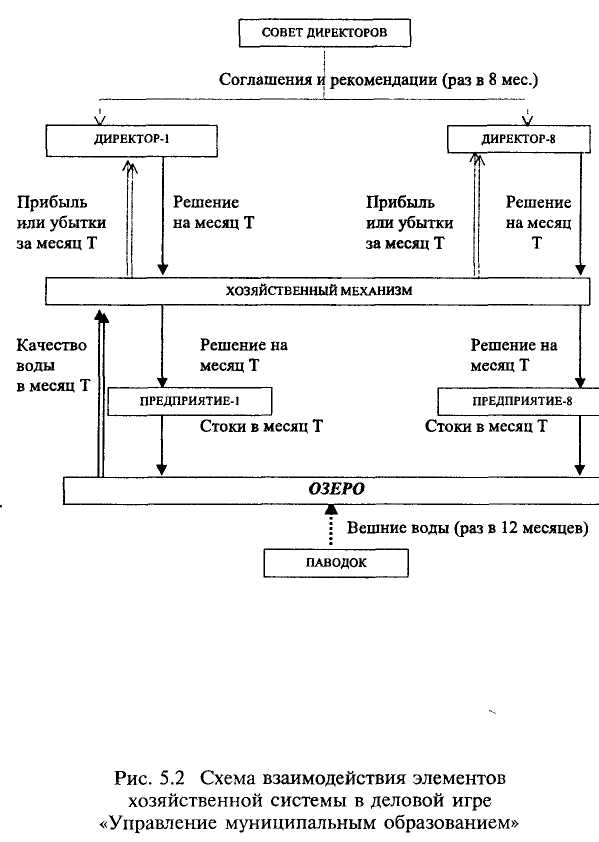 СОВЕТ ДИРЕКТОРОВ
Соглашения и рекомендации (раз в 8 мес.)
ДИРЕКТОР-1
ДИРЕКТОР-8
Прибыль
или убытки
за месяц Т
Решение
на месяц Т
Прибыль
или убытки
за месяц Т
Решение
на месяц
Т
ХОЗЯЙСТВЕННЫЙ МЕХАНИЗМ
Качество
воды
в месяц Т
Решение на
месяц Т
Решение на
месяц Т
ПРЕДПРИЯТИЕ-1
ПРЕДПРИЯТИЕ-8
Стоки в месяц Т
Стоки в месяц Т
ОЗЕРО
Вешние воды (раз в 12 месяцев)
ПАВОДОК
Рис. 5.2 Схема взаимодействия элементов
хозяйственной системы в деловой игре
«Управление муниципальным образованием»